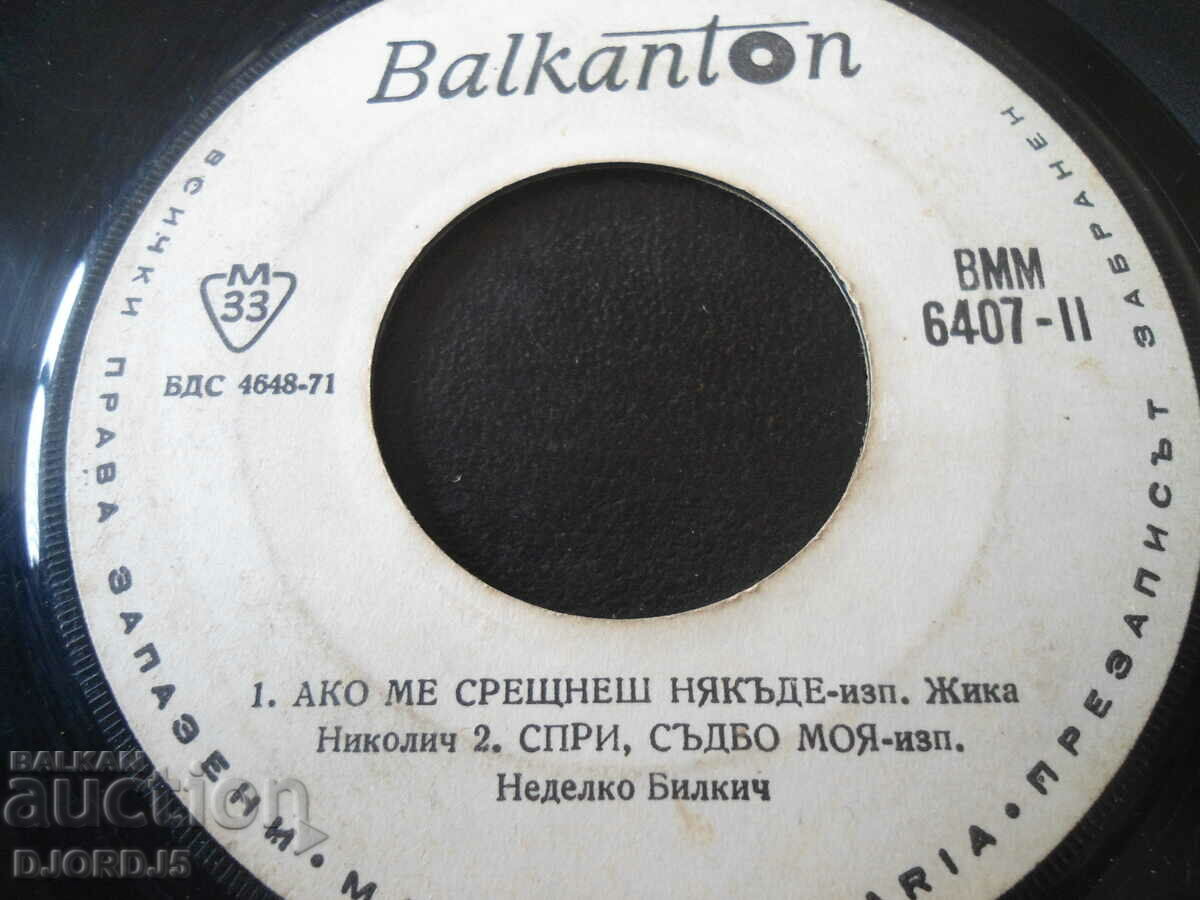 Balkanton
ВСИЧКИ ПРАВА ЗАПАЗЕНИ · M
ARIA · ПРЕЗАПИСЪТ ЗАБРАНЕН
М
33
БДС 4648-71
ВММ
6407-II
1. АКО МЕ СРЕЩНЕШ НЯКЪДЕ-изп. Жика
Николич 2. СПРИ, СЪДБО МОЯ-изп.
Неделко Билкич
BALKAN
auction
DJORDJ5